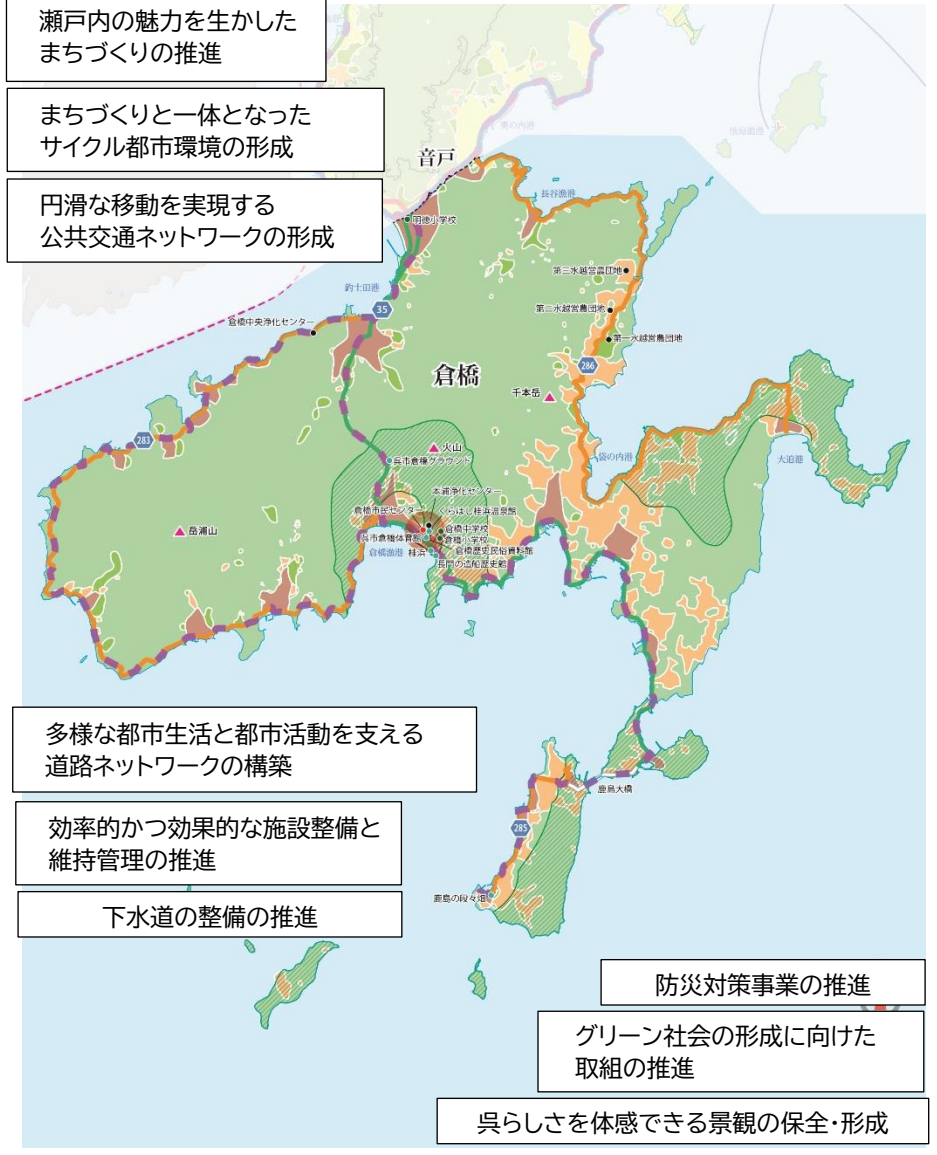 瀬戸内の魅力を生かした
まちづくりの推進
まちづくりと一体となった
サイクル都市環境の形成
円滑な移動を実現する
公共交通ネットワークの形成
奥の内港
情島漁港
音戸
長谷漁港
明徳小学校
第三水越営農団地
釣士田港
35
第二水越営農団地
倉橋中央浄化センター
第一水越営農団地
286
倉橋
千本岳
283
火山
袋の内港
大迫港
呉市倉橋グラウンド
本浦浄化センター
倉橋市民センター
くらはし桂浜温泉館
倉橋中学校
岳浦山
呉市倉橋体育館
倉橋小学校
倉橋漁港
桂浜
倉橋歴史民俗資料館
長門の造船歴史館
多様な都市生活と都市活動を支える
道路ネットワークの構築
鹿島大橋
効率的かつ効果的な施設整備と
維持管理の推進
285
鹿島の段々畑
下水道の整備の推進
防災対策事業の推進
グリーン社会の形成に向けた
取組の推進
呉らしさを体感できる景観の保全・形成